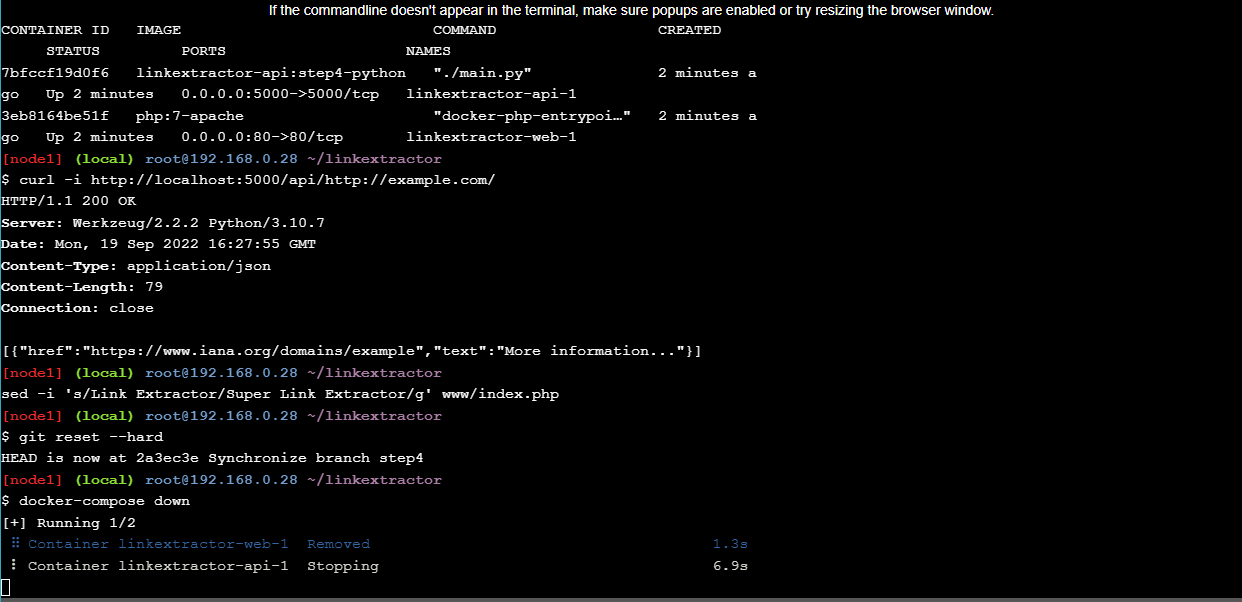 If the commandline doesn't appear in the terminal, make sure popups are enabled or try resizing the browser window.
CONTAINER ID   IMAGE                            COMMAND                  CREATED
     STATUS         PORTS                    NAMES
7bfccf19d0f6   linkextractor-api:step4-python   "./main.py"              2 minutes a
go   Up 2 minutes   0.0.0.0:5000->5000/tcp   linkextractor-api-1
3eb8164be51f   php:7-apache                     "docker-php-entrypoi…"   2 minutes a
go   Up 2 minutes   0.0.0.0:80->80/tcp       linkextractor-web-1
[node1] (local) root@192.168.0.28 ~/linkextractor
$ curl -i http://localhost:5000/api/http://example.com/
HTTP/1.1 200 OK
Server: Werkzeug/2.2.2 Python/3.10.7
Date: Mon, 19 Sep 2022 16:27:55 GMT
Content-Type: application/json
Content-Length: 79
Connection: close
[{"href":"https://www.iana.org/domains/example","text":"More information..."}]
[node1] (local) root@192.168.0.28 ~/linkextractor
sed -i 's/Link Extractor/Super Link Extractor/g' www/index.php
[node1] (local) root@192.168.0.28 ~/linkextractor
$ git reset --hard
HEAD is now at 2a3ec3e Synchronize branch step4
[node1] (local) root@192.168.0.28 ~/linkextractor
$ docker-compose down
[+] Running 1/2
 ⠿ Container linkextractor-web-1  Removed                                      1.3s
 ⠇ Container linkextractor-api-1  Stopping                                     6.9s